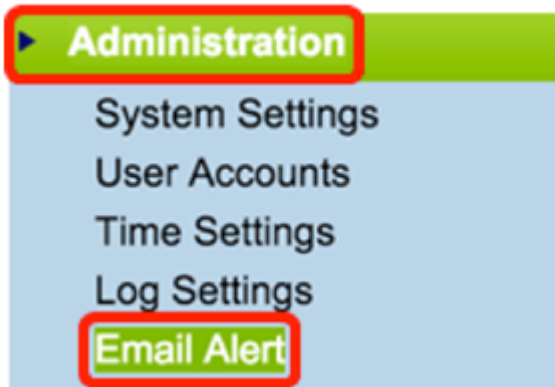 Administration
System Settings
User Accounts
Time Settings
Log Settings
Email Alert